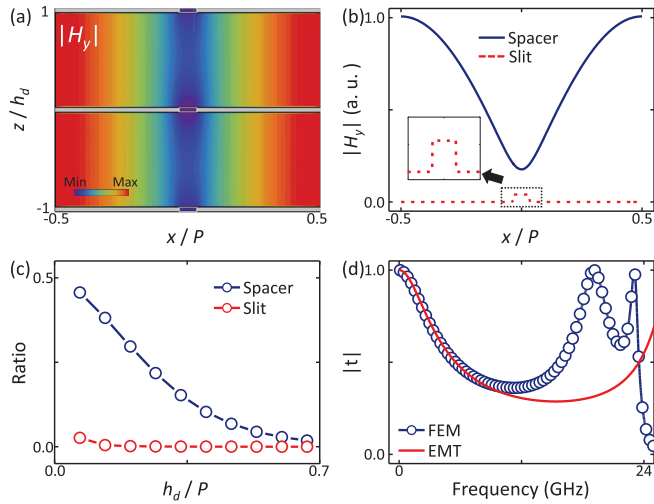 (a)
1
|H_y|
z / h_d
Min Max
-1
-0.5 0.5
x / P
(b)
1.0
Spacer
Slit
|H_y| (a. u.)
0.0
-0.5 0.5
x / P
(c)
0.5
Spacer
Slit
Ratio
0.0
0.0 0.7
h_d / P
(d)
1.0
|t|
FEM
EMT
0.0
0 24
Frequency (GHz)